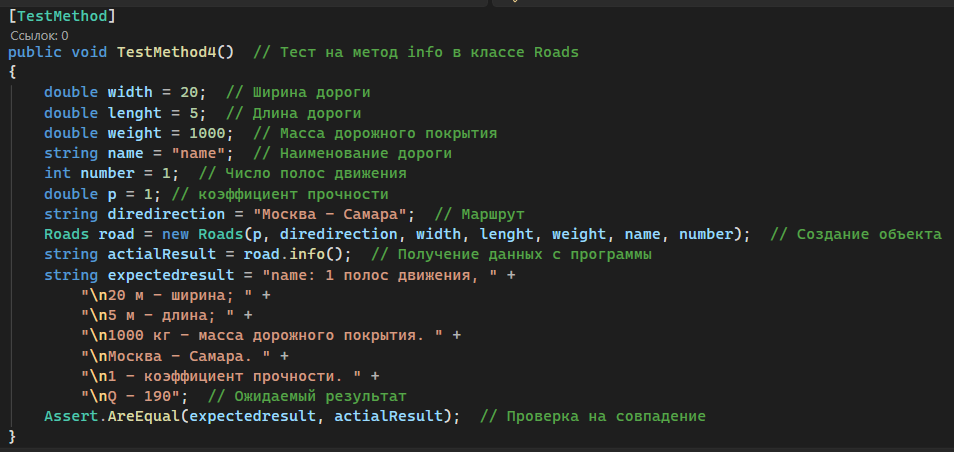 [TestMethod]
Ссылок: 0
public void TestMethod4()  // Тест на метод info в классе Roads
{
    double width = 20;  // Ширина дороги
    double lenght = 5;  // Длина дороги
    double weight = 1000;  // Масса дорожного покрытия
    string name = "name";  // Наименование дороги
    int number = 1;  // Число полос движения
    double p = 1; // коэффициент прочности
    string diredirection = "Москва - Самара";  // Маршрут
    Roads road = new Roads(p, diredirection, width, lenght, weight, name, number);  // Создание объекта
    string actialResult = road.info();  // Получение данных с программы
    string expectedresult = "name: 1 полос движения, " +
        "\n20 м - ширина; " +
        "\n5 м - длина; " +
        "\n1000 кг - масса дорожного покрытия. " +
        "\nМосква - Самара. " +
        "\n1 - коэффициент прочности. " +
        "\nQ - 190";  // Ожидаемый результат
    Assert.AreEqual(expectedresult, actialResult);  // Проверка на совпадение
}